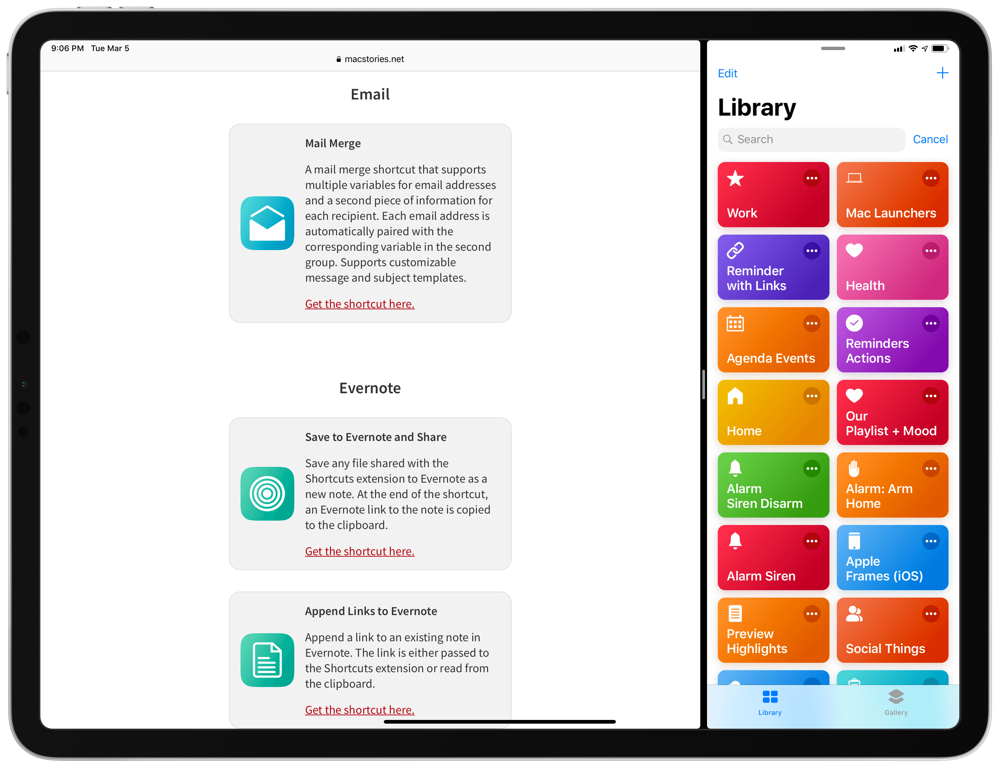 9:06 PM Tue Mar 5
macstories.net
Email
Mail Merge
A mail merge shortcut that supports
multiple variables for email addresses
and a second piece of information for
each recipient. Each email address is
automatically paired with the
corresponding variable in the second
group. Supports customizable
message and subject templates.
Get the shortcut here.
Evernote
Save to Evernote and Share
Save any file shared with the
Shortcuts extension to Evernote as a
new note. At the end of the shortcut,
an Evernote link to the note is copied
to the clipboard.
Get the shortcut here.
Append Links to Evernote
Append a link to an existing note in
Evernote. The link is either passed to
the Shortcuts extension or read from
the clipboard.
Get the shortcut here.
Edit
Library
Search
Cancel
Work
Mac Launchers
Reminder
with Links
Health
Agenda Events
Reminders
Actions
Home
Our
Playlist + Mood
Alarm
Siren Disarm
Alarm: Arm
Home
Alarm Siren
Apple
Frames (iOS)
Preview
Highlights
Social Things
Library
Gallery